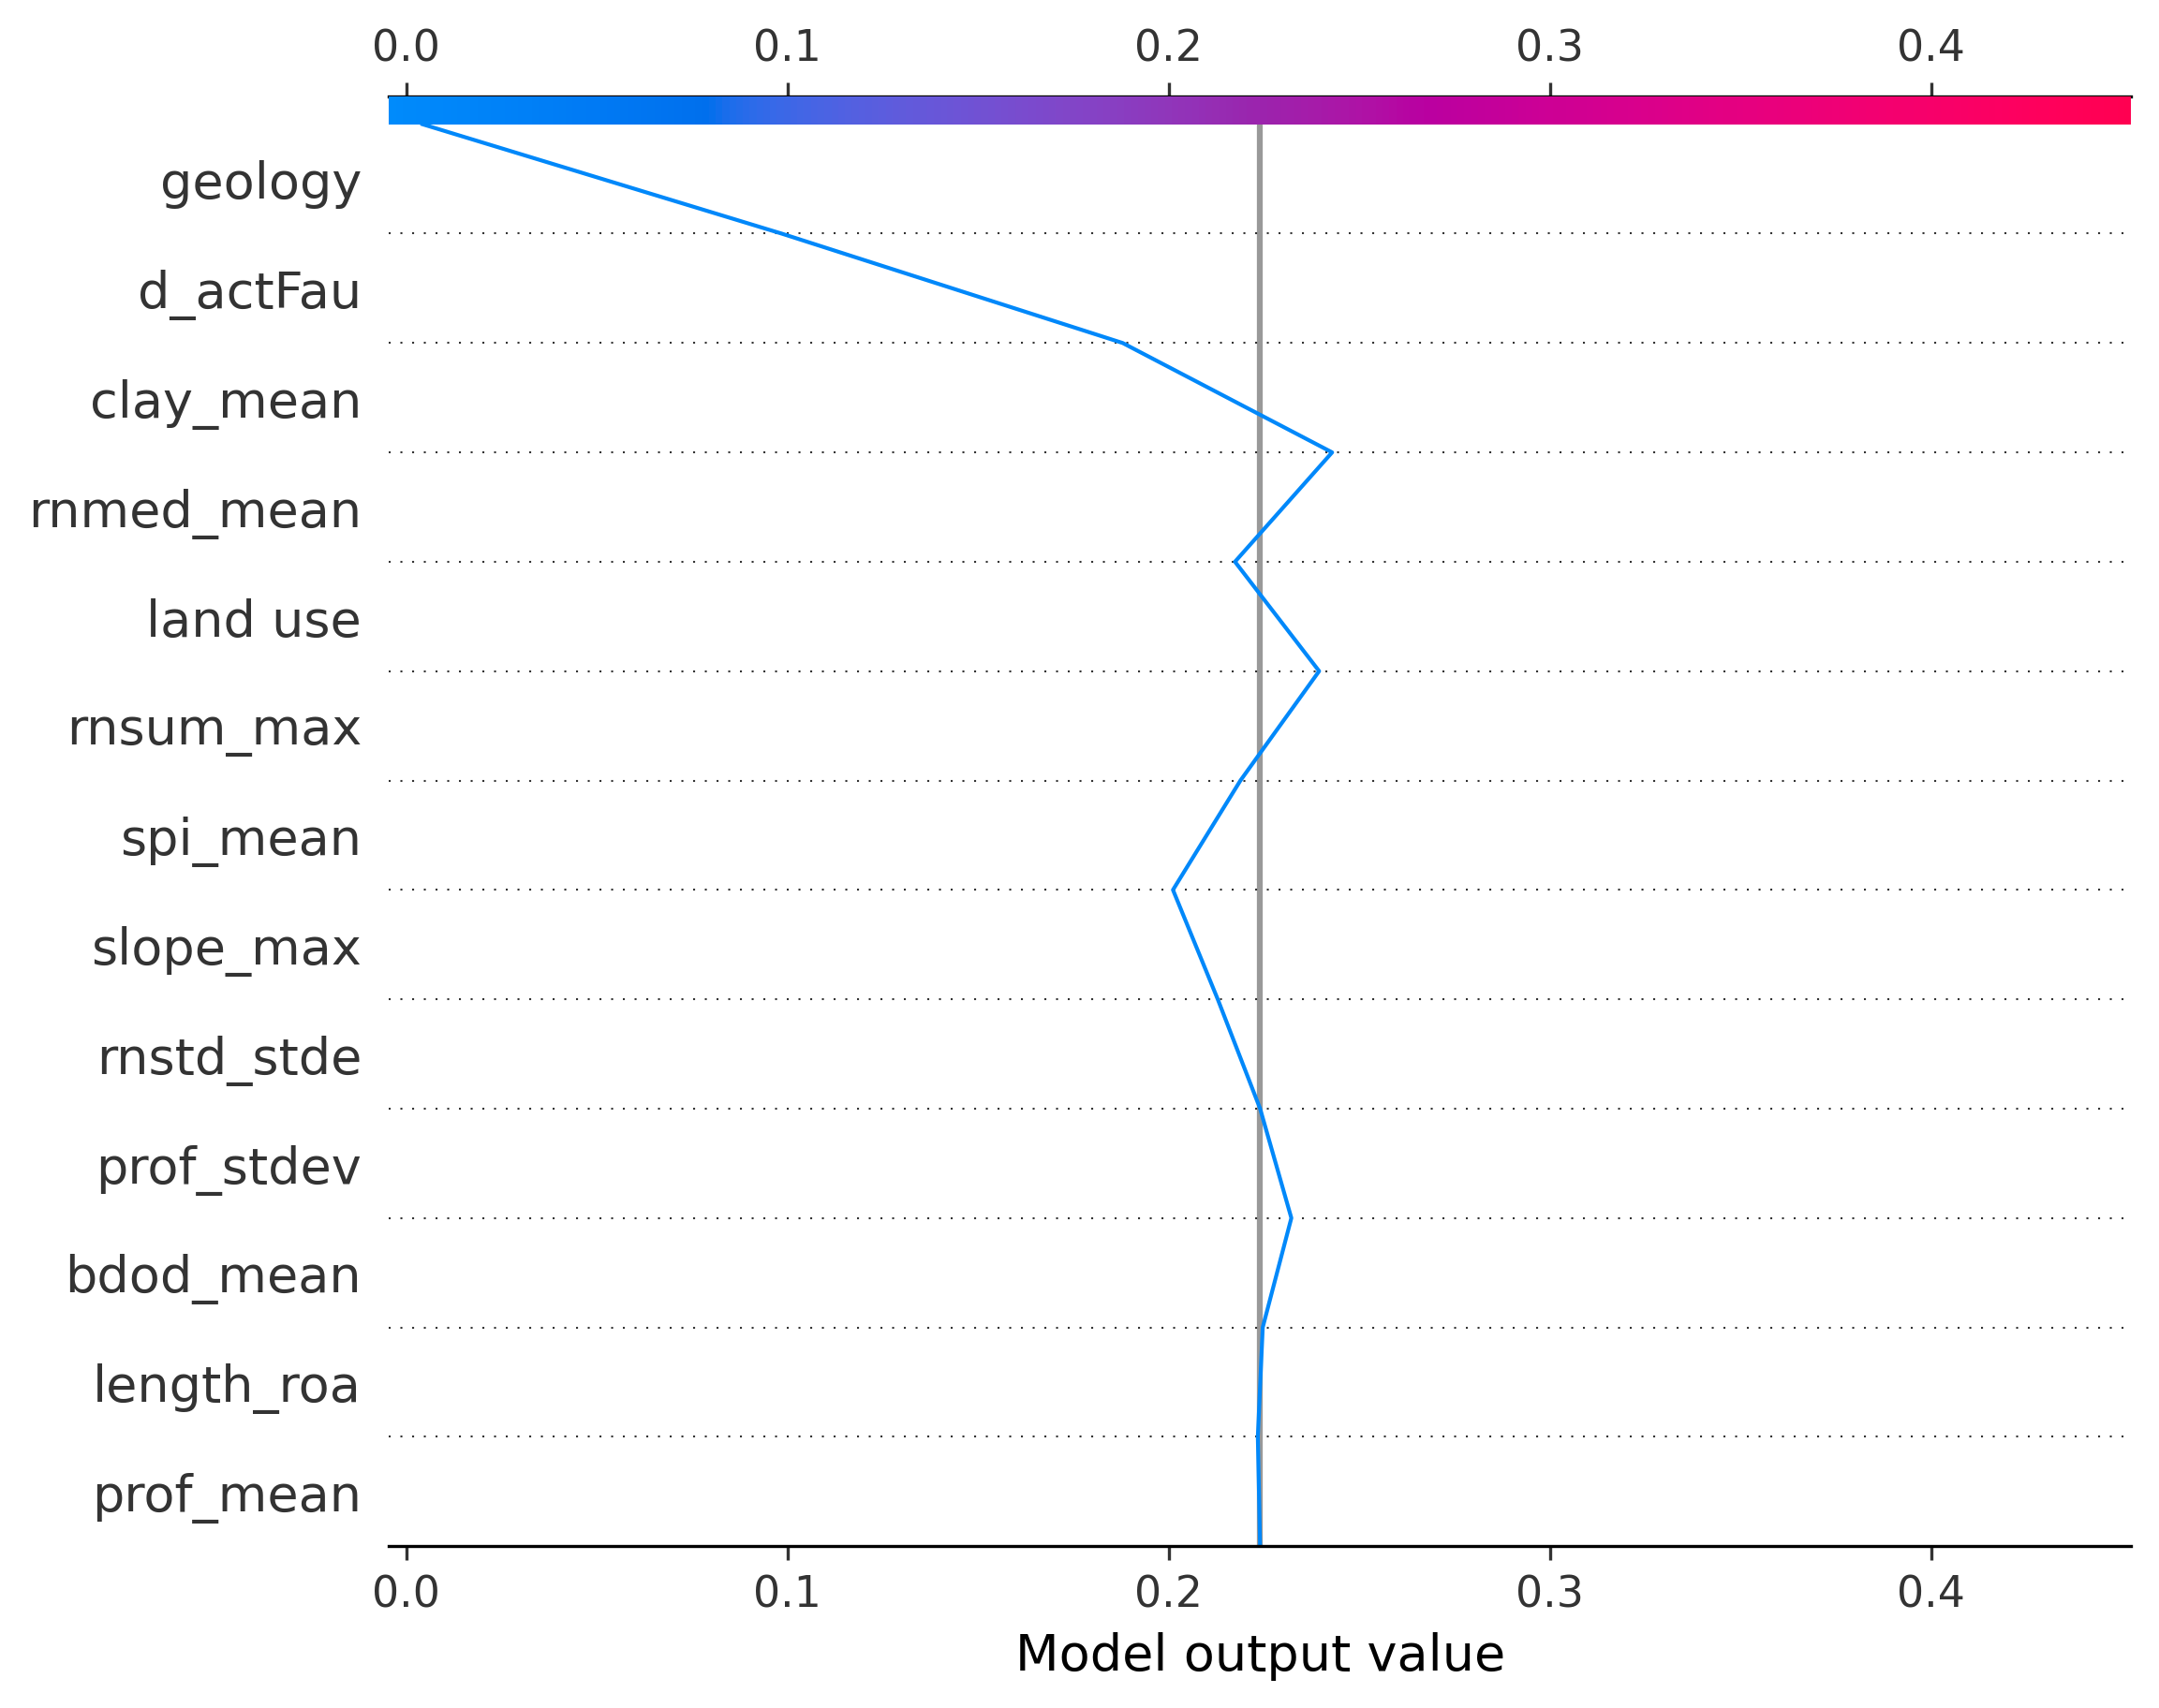 0.0 0.1 0.2 0.3 0.4
geology
d_actFau
clay_mean
rnmed_mean
land use
rnsum_max
spi_mean
slope_max
rnstd_stde
prof_stdev
bdod_mean
length_roa
prof_mean
0.0 0.1 0.2 0.3 0.4
Model output value